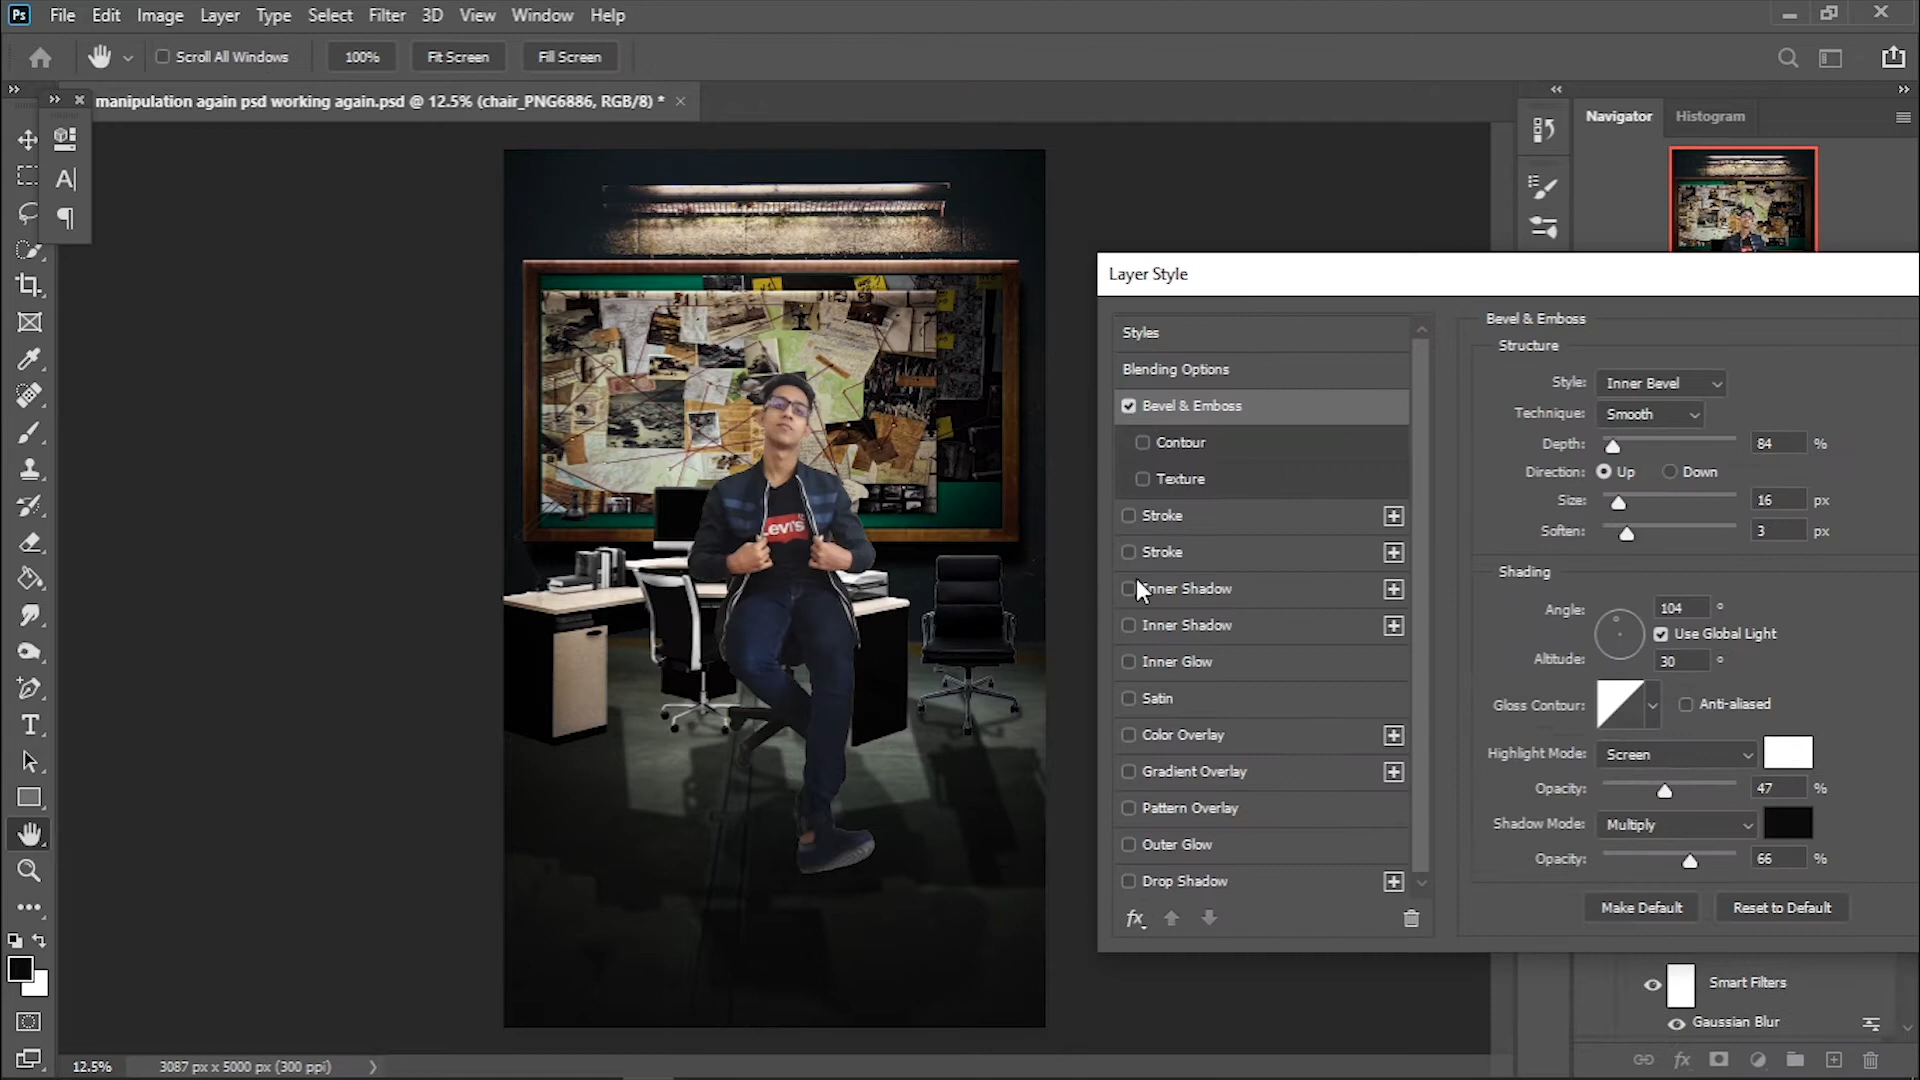 Ps File Edit Image Layer Type Select Filter 3D View Window Help
Scroll All Windows 100% Fit Screen Fill Screen
manipulation again psd working again.psd @ 12.5% (chair_PNG6886, RGB/8) *
Navigator Histogram
Layer Style
Styles
Blending Options
Bevel & Emboss
Contour
Texture
Stroke
Stroke
Inner Shadow
Inner Shadow
Inner Glow
Satin
Color Overlay
Gradient Overlay
Pattern Overlay
Outer Glow
Drop Shadow
fx
Bevel & Emboss
Structure
Style: Inner Bevel
Technique: Smooth
Depth: 84 %
Direction: Up Down
Size: 16 px
Soften: 3 px
Shading
Angle: 104 °
Use Global Light
Altitude: 30 °
Gloss Contour: Anti-aliased
Highlight Mode: Screen
Opacity: 47 %
Shadow Mode: Multiply
Opacity: 66 %
Make Default Reset to Default
Smart Filters
Gaussian Blur
fx
Levi's
12.5% 3087 px x 5000 px (300 ppi)